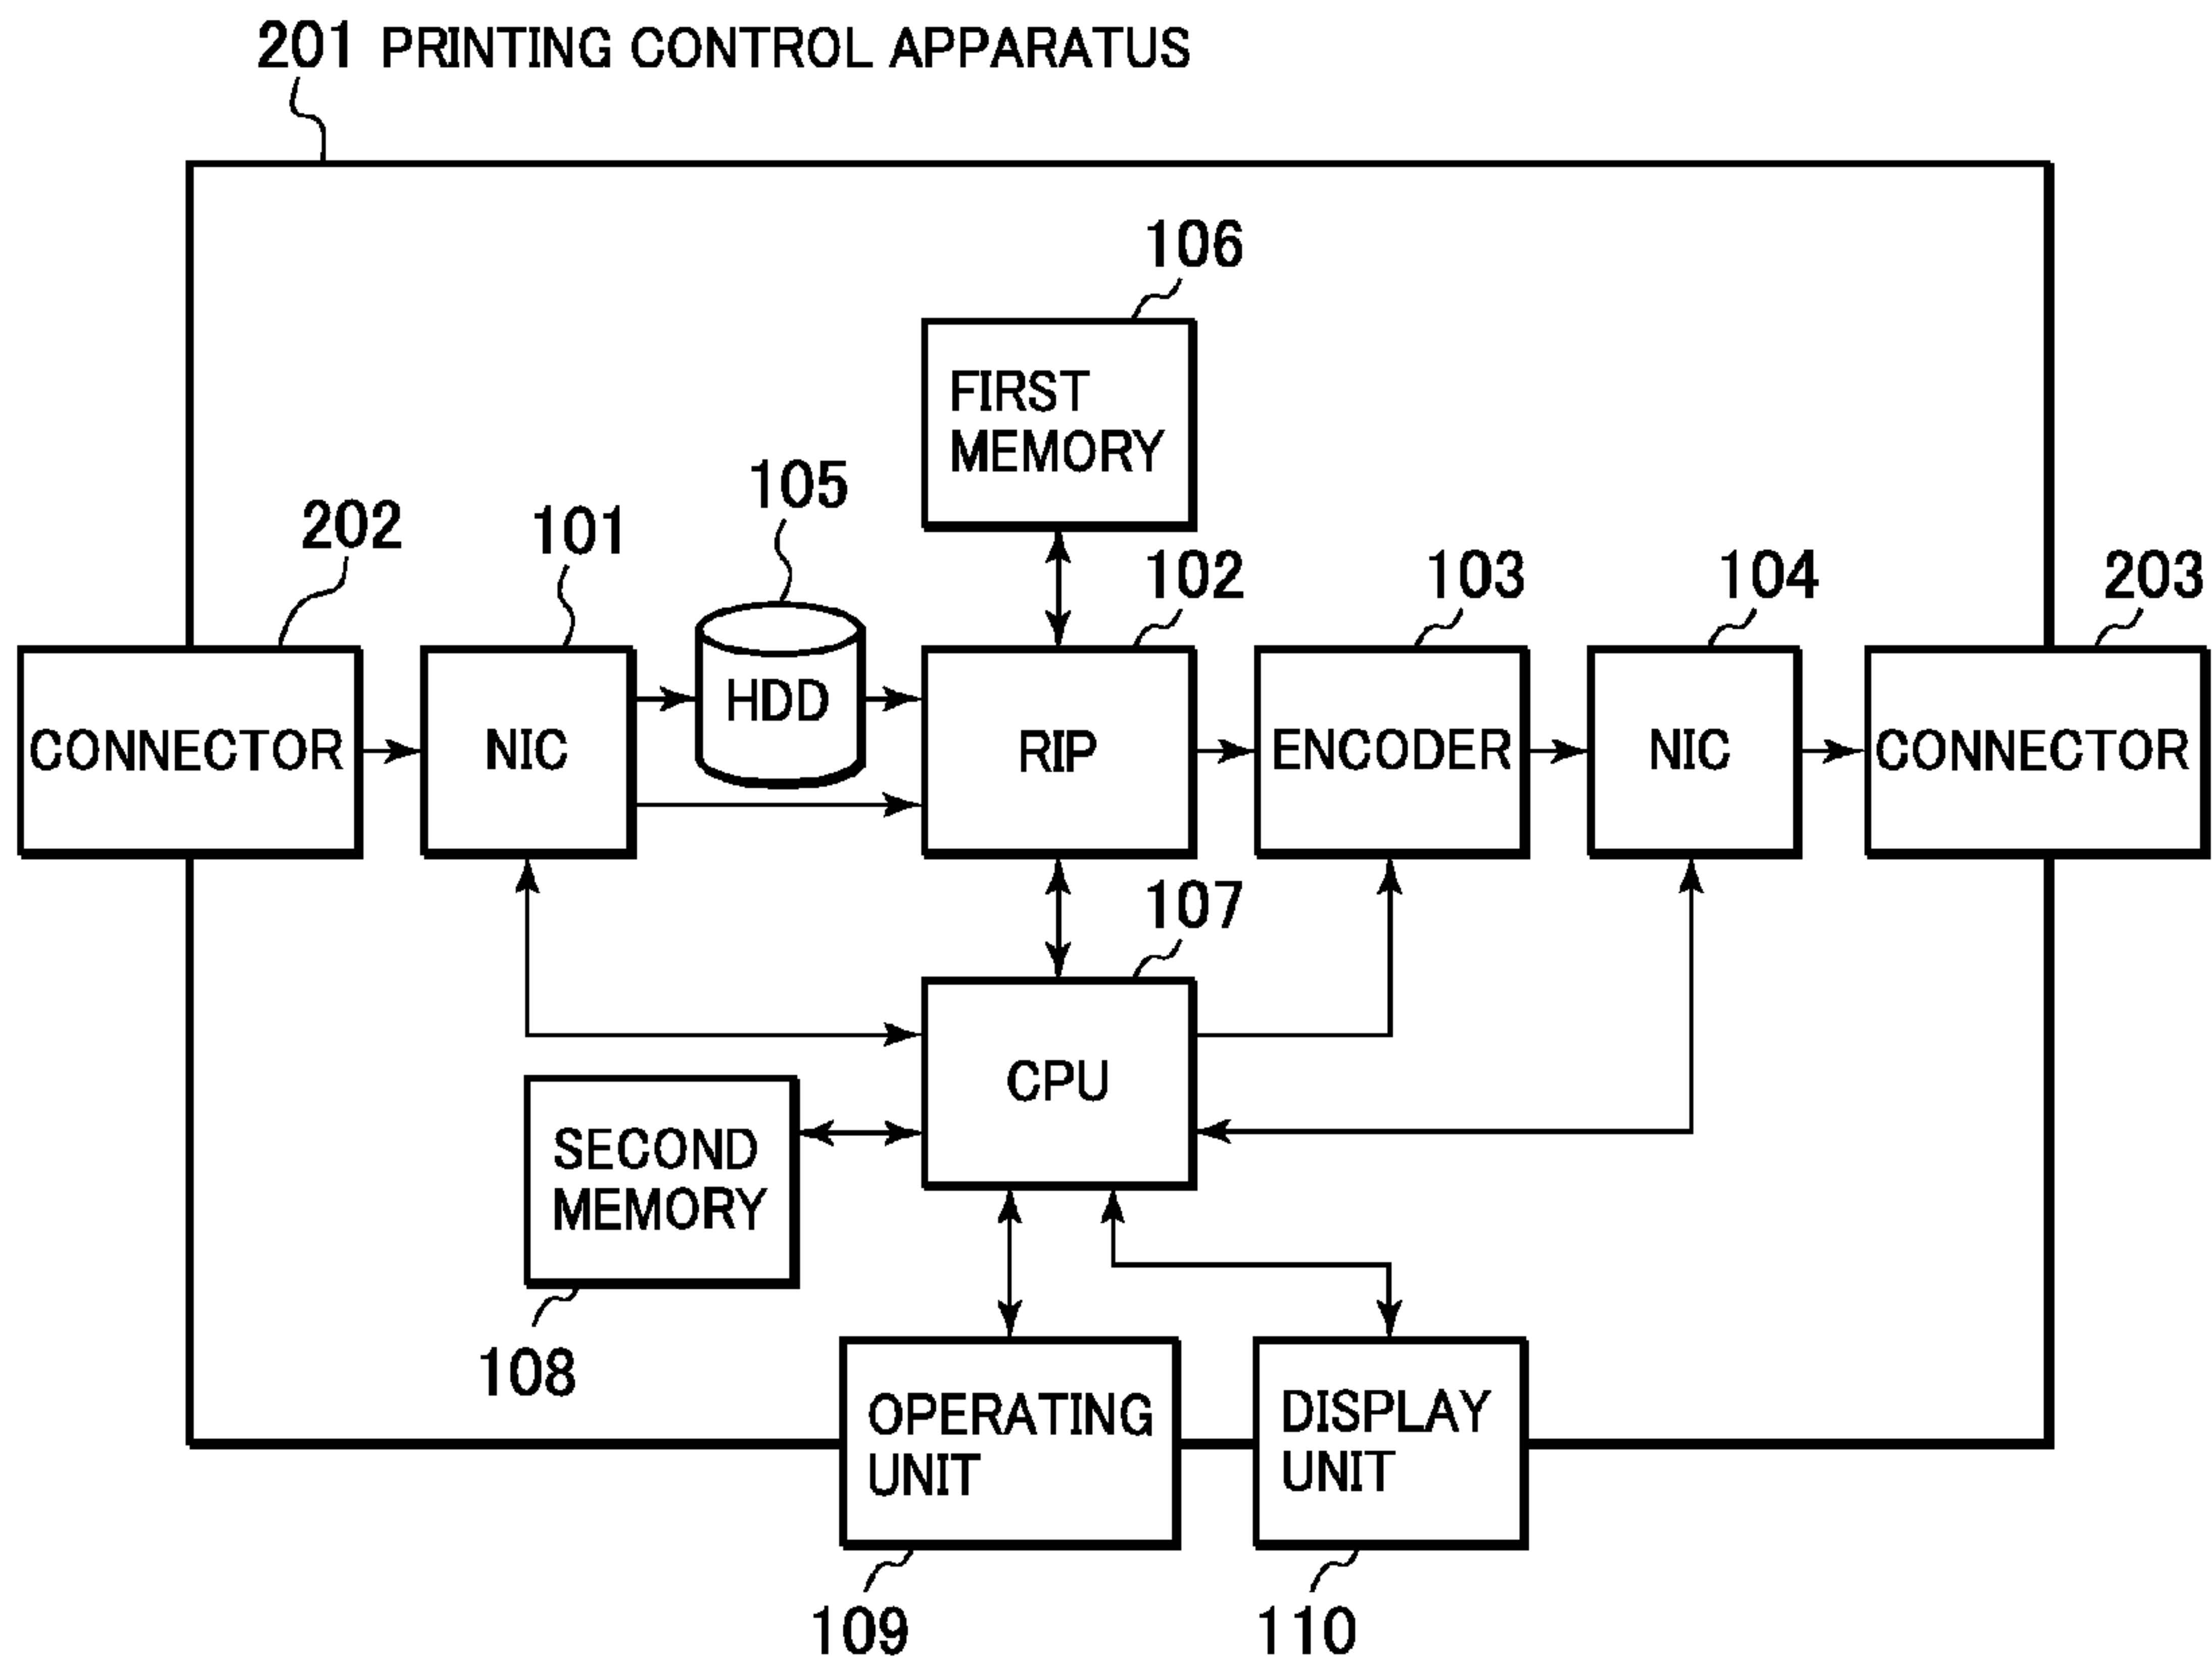 201 PRINTING CONTROL APPARATUS
106
FIRST
MEMORY
105
202
101
102
103
104
203
CONNECTOR
NIC
HDD
RIP
ENCODER
NIC
CONNECTOR
107
CPU
SECOND
MEMORY
108
OPERATING
UNIT
DISPLAY
UNIT
109
110